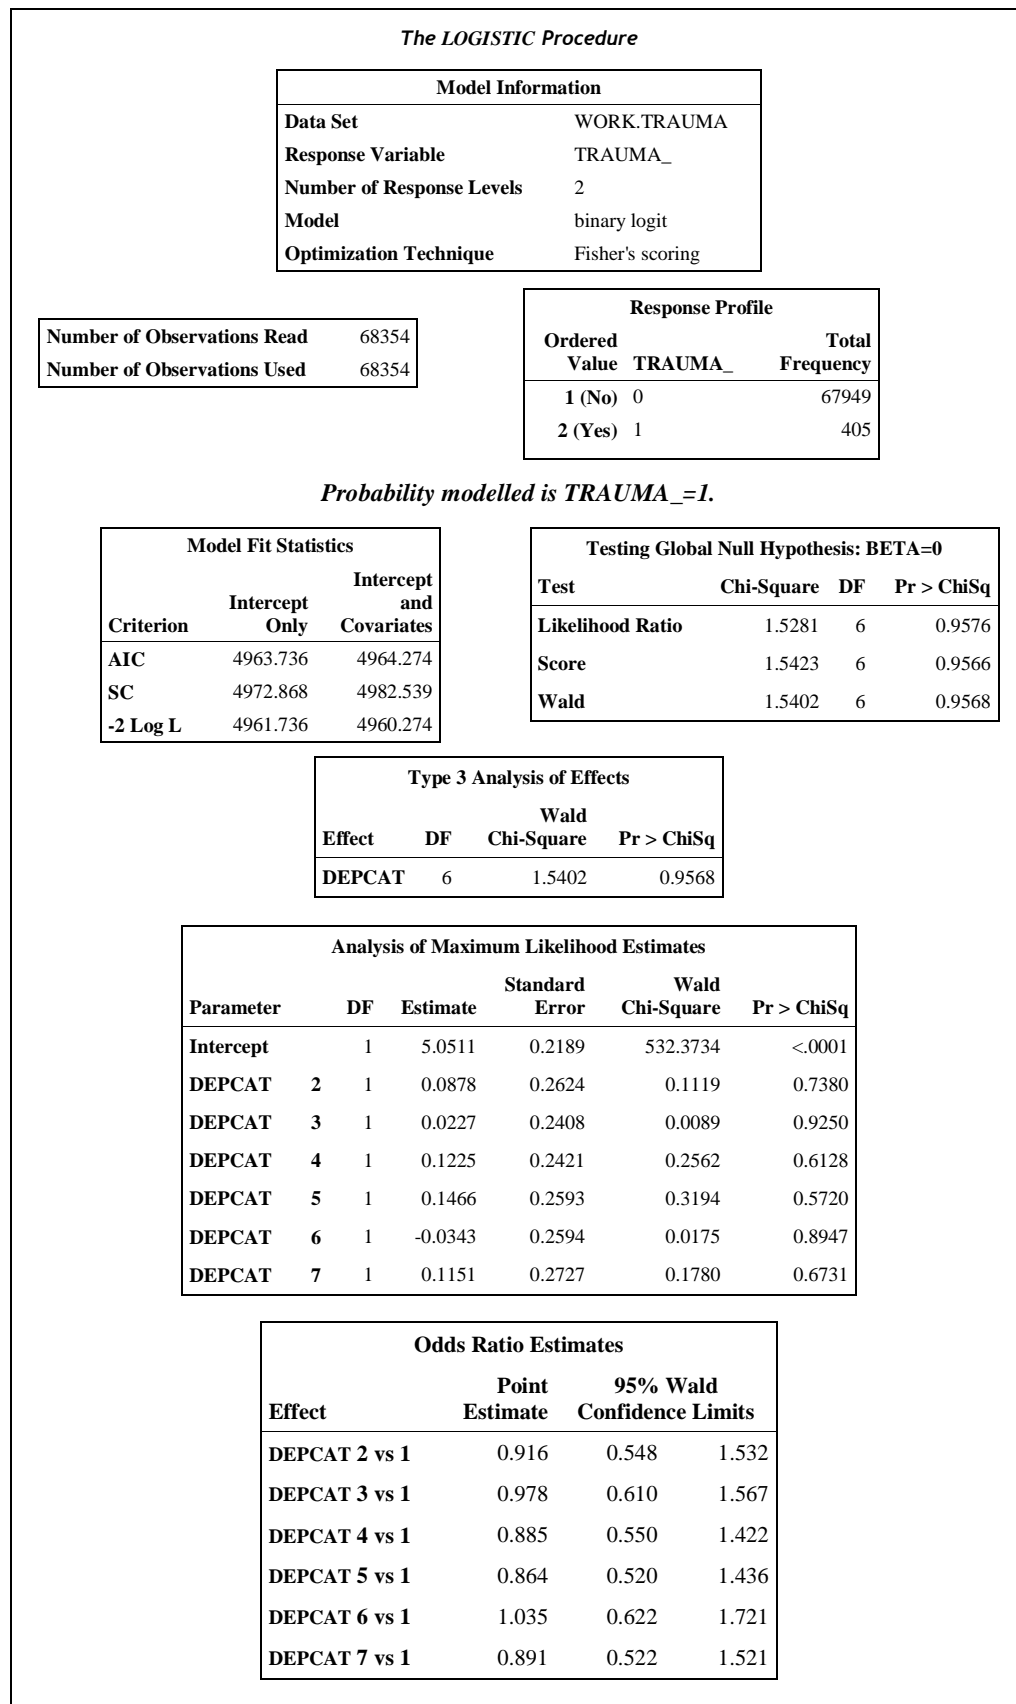 The LOGISTIC Procedure
Model Information
Data Set WORK.TRAUMA
Response Variable TRAUMA_
Number of Response Levels 2
Model binary logit
Optimization Technique Fisher's scoring
Number of Observations Read 68354
Number of Observations Used 68354
Response Profile
Ordered Total
Value TRAUMA_ Frequency
1 (No) 0 67949
2 (Yes) 1 405
Probability modelled is TRAUMA_=1.
Model Fit Statistics
Intercept
Intercept and
Criterion Only Covariates
AIC 4963.736 4964.274
SC 4972.868 4982.539
-2 Log L 4961.736 4960.274
Testing Global Null Hypothesis: BETA=0
Test Chi-Square DF Pr > ChiSq
Likelihood Ratio 1.5281 6 0.9576
Score 1.5423 6 0.9566
Wald 1.5402 6 0.9568
Type 3 Analysis of Effects
Wald
Effect DF Chi-Square Pr > ChiSq
DEPCAT 6 1.5402 0.9568
Analysis of Maximum Likelihood Estimates
Standard Wald
Parameter DF Estimate Error Chi-Square Pr > ChiSq
Intercept 1 5.0511 0.2189 532.3734 <.0001
DEPCAT 2 1 0.0878 0.2624 0.1119 0.7380
DEPCAT 3 1 0.0227 0.2408 0.0089 0.9250
DEPCAT 4 1 0.1225 0.2421 0.2562 0.6128
DEPCAT 5 1 0.1466 0.2593 0.3194 0.5720
DEPCAT 6 1 -0.0343 0.2594 0.0175 0.8947
DEPCAT 7 1 0.1151 0.2727 0.1780 0.6731
Odds Ratio Estimates
Point 95% Wald
Effect Estimate Confidence Limits
DEPCAT 2 vs 1 0.916 0.548 1.532
DEPCAT 3 vs 1 0.978 0.610 1.567
DEPCAT 4 vs 1 0.885 0.550 1.422
DEPCAT 5 vs 1 0.864 0.520 1.436
DEPCAT 6 vs 1 1.035 0.622 1.721
DEPCAT 7 vs 1 0.891 0.522 1.521